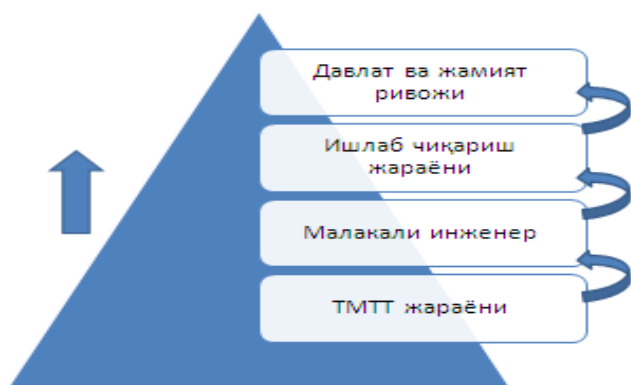 Давлат ва жамият
ривожи
Ишлаб чиқариш
жараёни
Малакали инженер
ТМТТ жараёни